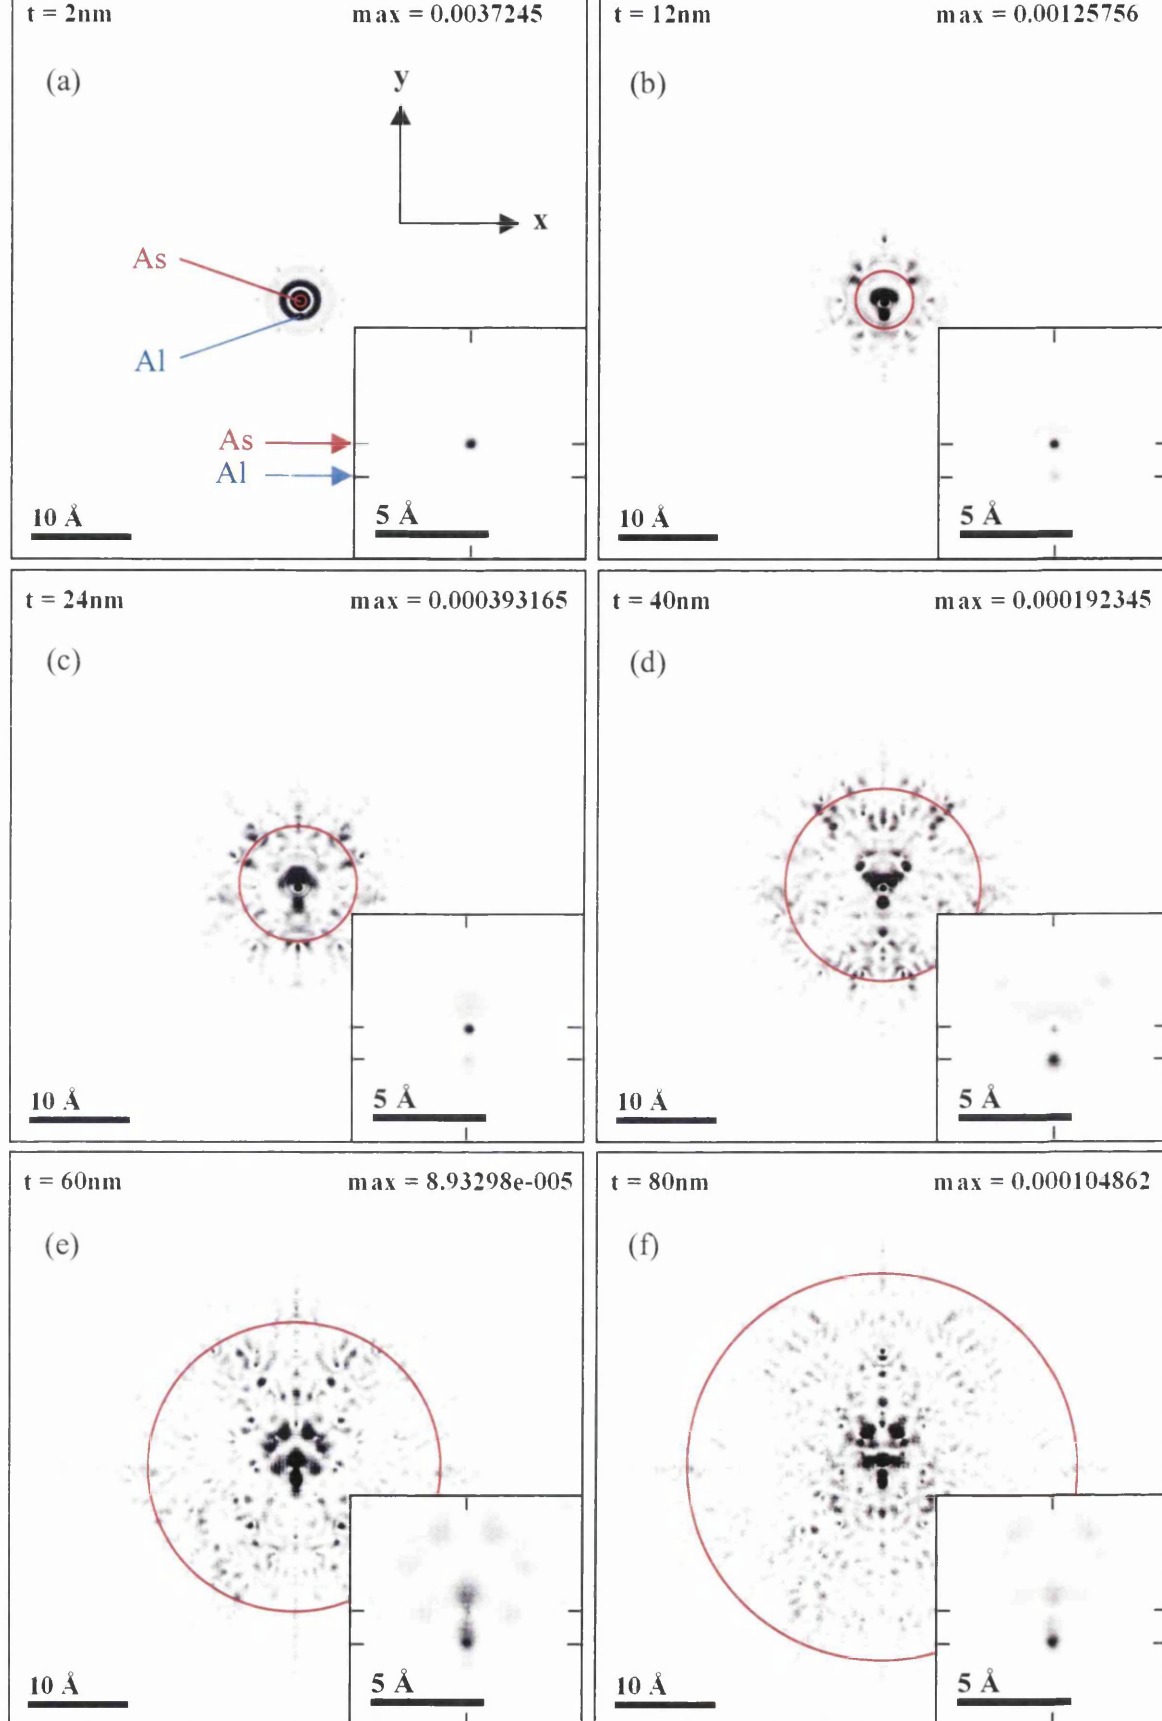 t = 2nm max = 0.0037245
(a)
y
x
As
Al
As
Al
10 Å
5 Å
t = 12nm max = 0.00125756
(b)
10 Å
5 Å
t = 24nm max = 0.000393165
(c)
10 Å
5 Å
t = 40nm max = 0.000192345
(d)
10 Å
5 Å
t = 60nm max = 8.93298e-005
(e)
10 Å
5 Å
t = 80nm max = 0.000104862
(f)
10 Å
5 Å